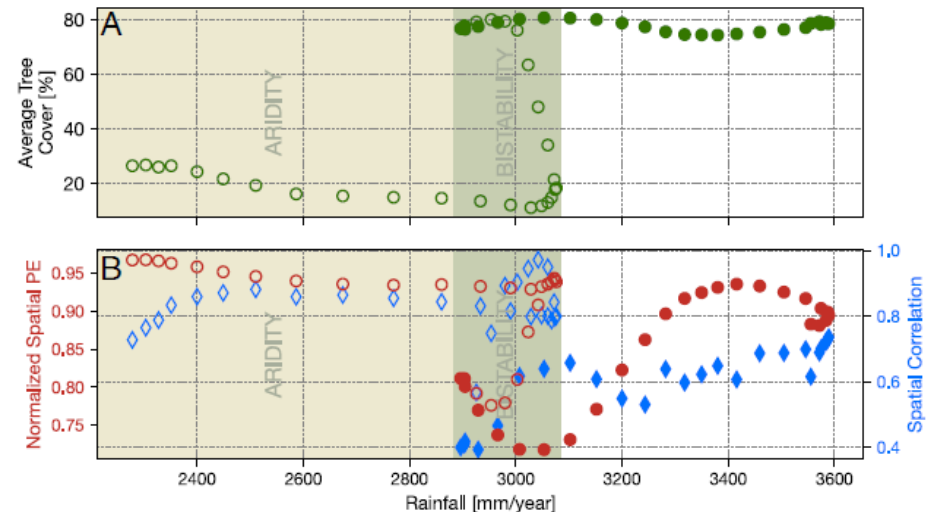 A
Average Tree
Cover [%]
80
60
40
20
ARIDITY
BISTABILITY
B
Normalized Spatial PE
0.95
0.90
0.85
0.80
0.75
ARIDITY
BISTABILITY
1.0
0.8
0.6
0.4
Spatial Correlation
2400 2600 2800 3000 3200 3400 3600
Rainfall [mm/year]